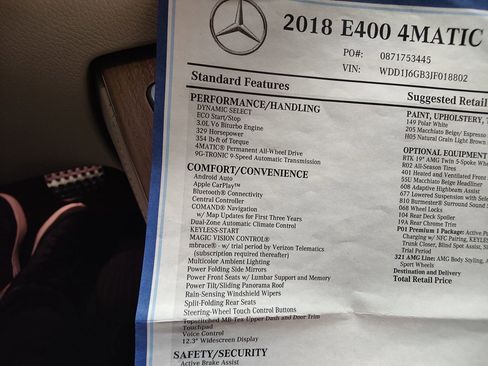 2018 E400 4MATIC
PO#: 0871753445
VIN: WDD1J6GB3JF018802
Standard Features
PERFORMANCE/HANDLING
DYNAMIC SELECT
ECO Start/Stop
3.0L V6 Biturbo Engine
329 Horsepower
354 lb-ft of Torque
4MATIC® Permanent All-Wheel Drive
9G-TRONIC 9-Speed Automatic Transmission
COMFORT/CONVENIENCE
Android Auto
Apple CarPlay™
Bluetooth® Connectivity
Central Controller
COMAND® Navigation
w/ Map Updates for First Three Years
Dual-Zone Automatic Climate Control
KEYLESS-START
MAGIC VISION CONTROL®
mbrace® - w/ trial period by Verizon Telematics
(subscription required thereafter)
Multicolor Ambient Lighting
Power Folding Side Mirrors
Power Front Seats w/ Lumbar Support and Memory
Power Tilt/Sliding Panorama Roof
Rain-Sensing Windshield Wipers
Split-Folding Rear Seats
Steering-Wheel Touch Control Buttons
Topstitched MB-Tex Upper Dash and Door Trim
Touchpad
Voice Control
12.3" Widescreen Display
SAFETY/SECURITY
Active Brake Assist
Suggested Retail
PAINT, UPHOLSTERY, T
149 Polar White
205 Macchiato Beige/ Espresso
H05 Natural Grain Light Brown
OPTIONAL EQUIPMENT
RTK 19" AMG Twin 5-Spoke Whe
R02 All-Season Tires
401 Heated and Ventilated Front
55U Macchiato Beige Headliner
608 Adaptive Highbeam Assist
677 Lowered Suspension with Sele
810 Burmester® Surround Sound
068 Wheel Locks
104 Rear Deck Spoiler
19A Rear Chrome Trim
P01 Premium 1 Package: Active P
Charging w/ NFC Pairing, KEYLES
Trunk Closer, Blind Spot Assist, Si
Trial Period
321 AMG Line: AMG Body Styling, A
Sport Wheels
Destination and Delivery
Total Retail Price